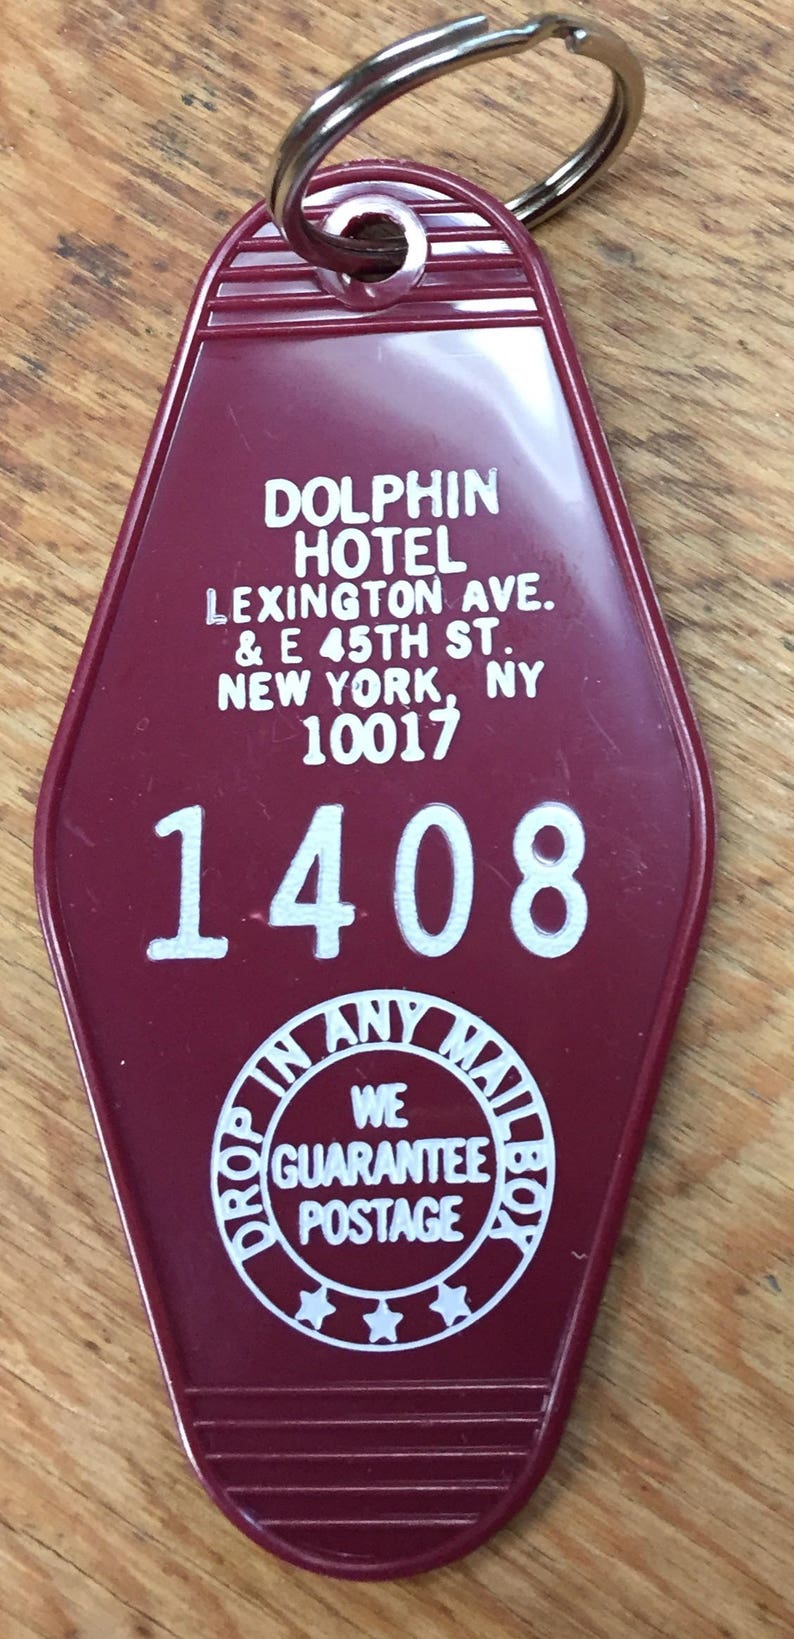 DOLPHIN
HOTEL
LEXINGTON AVE.
& E 45TH ST.
NEW YORK, NY
10017
1408
DROP IN ANY MAILBOX
WE
GUARANTEE
POSTAGE